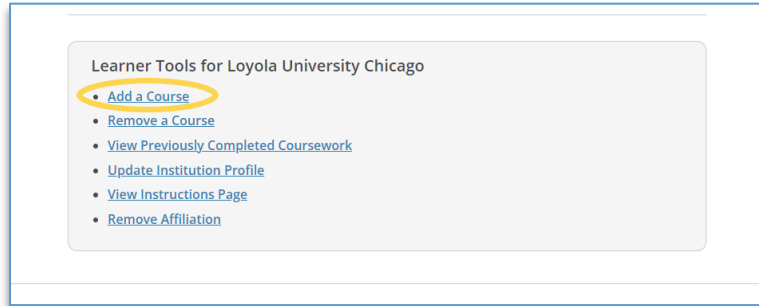 Learner Tools for Loyola University Chicago
Add a Course
Remove a Course
View Previously Completed Coursework
Update Institution Profile
View Instructions Page
Remove Affiliation